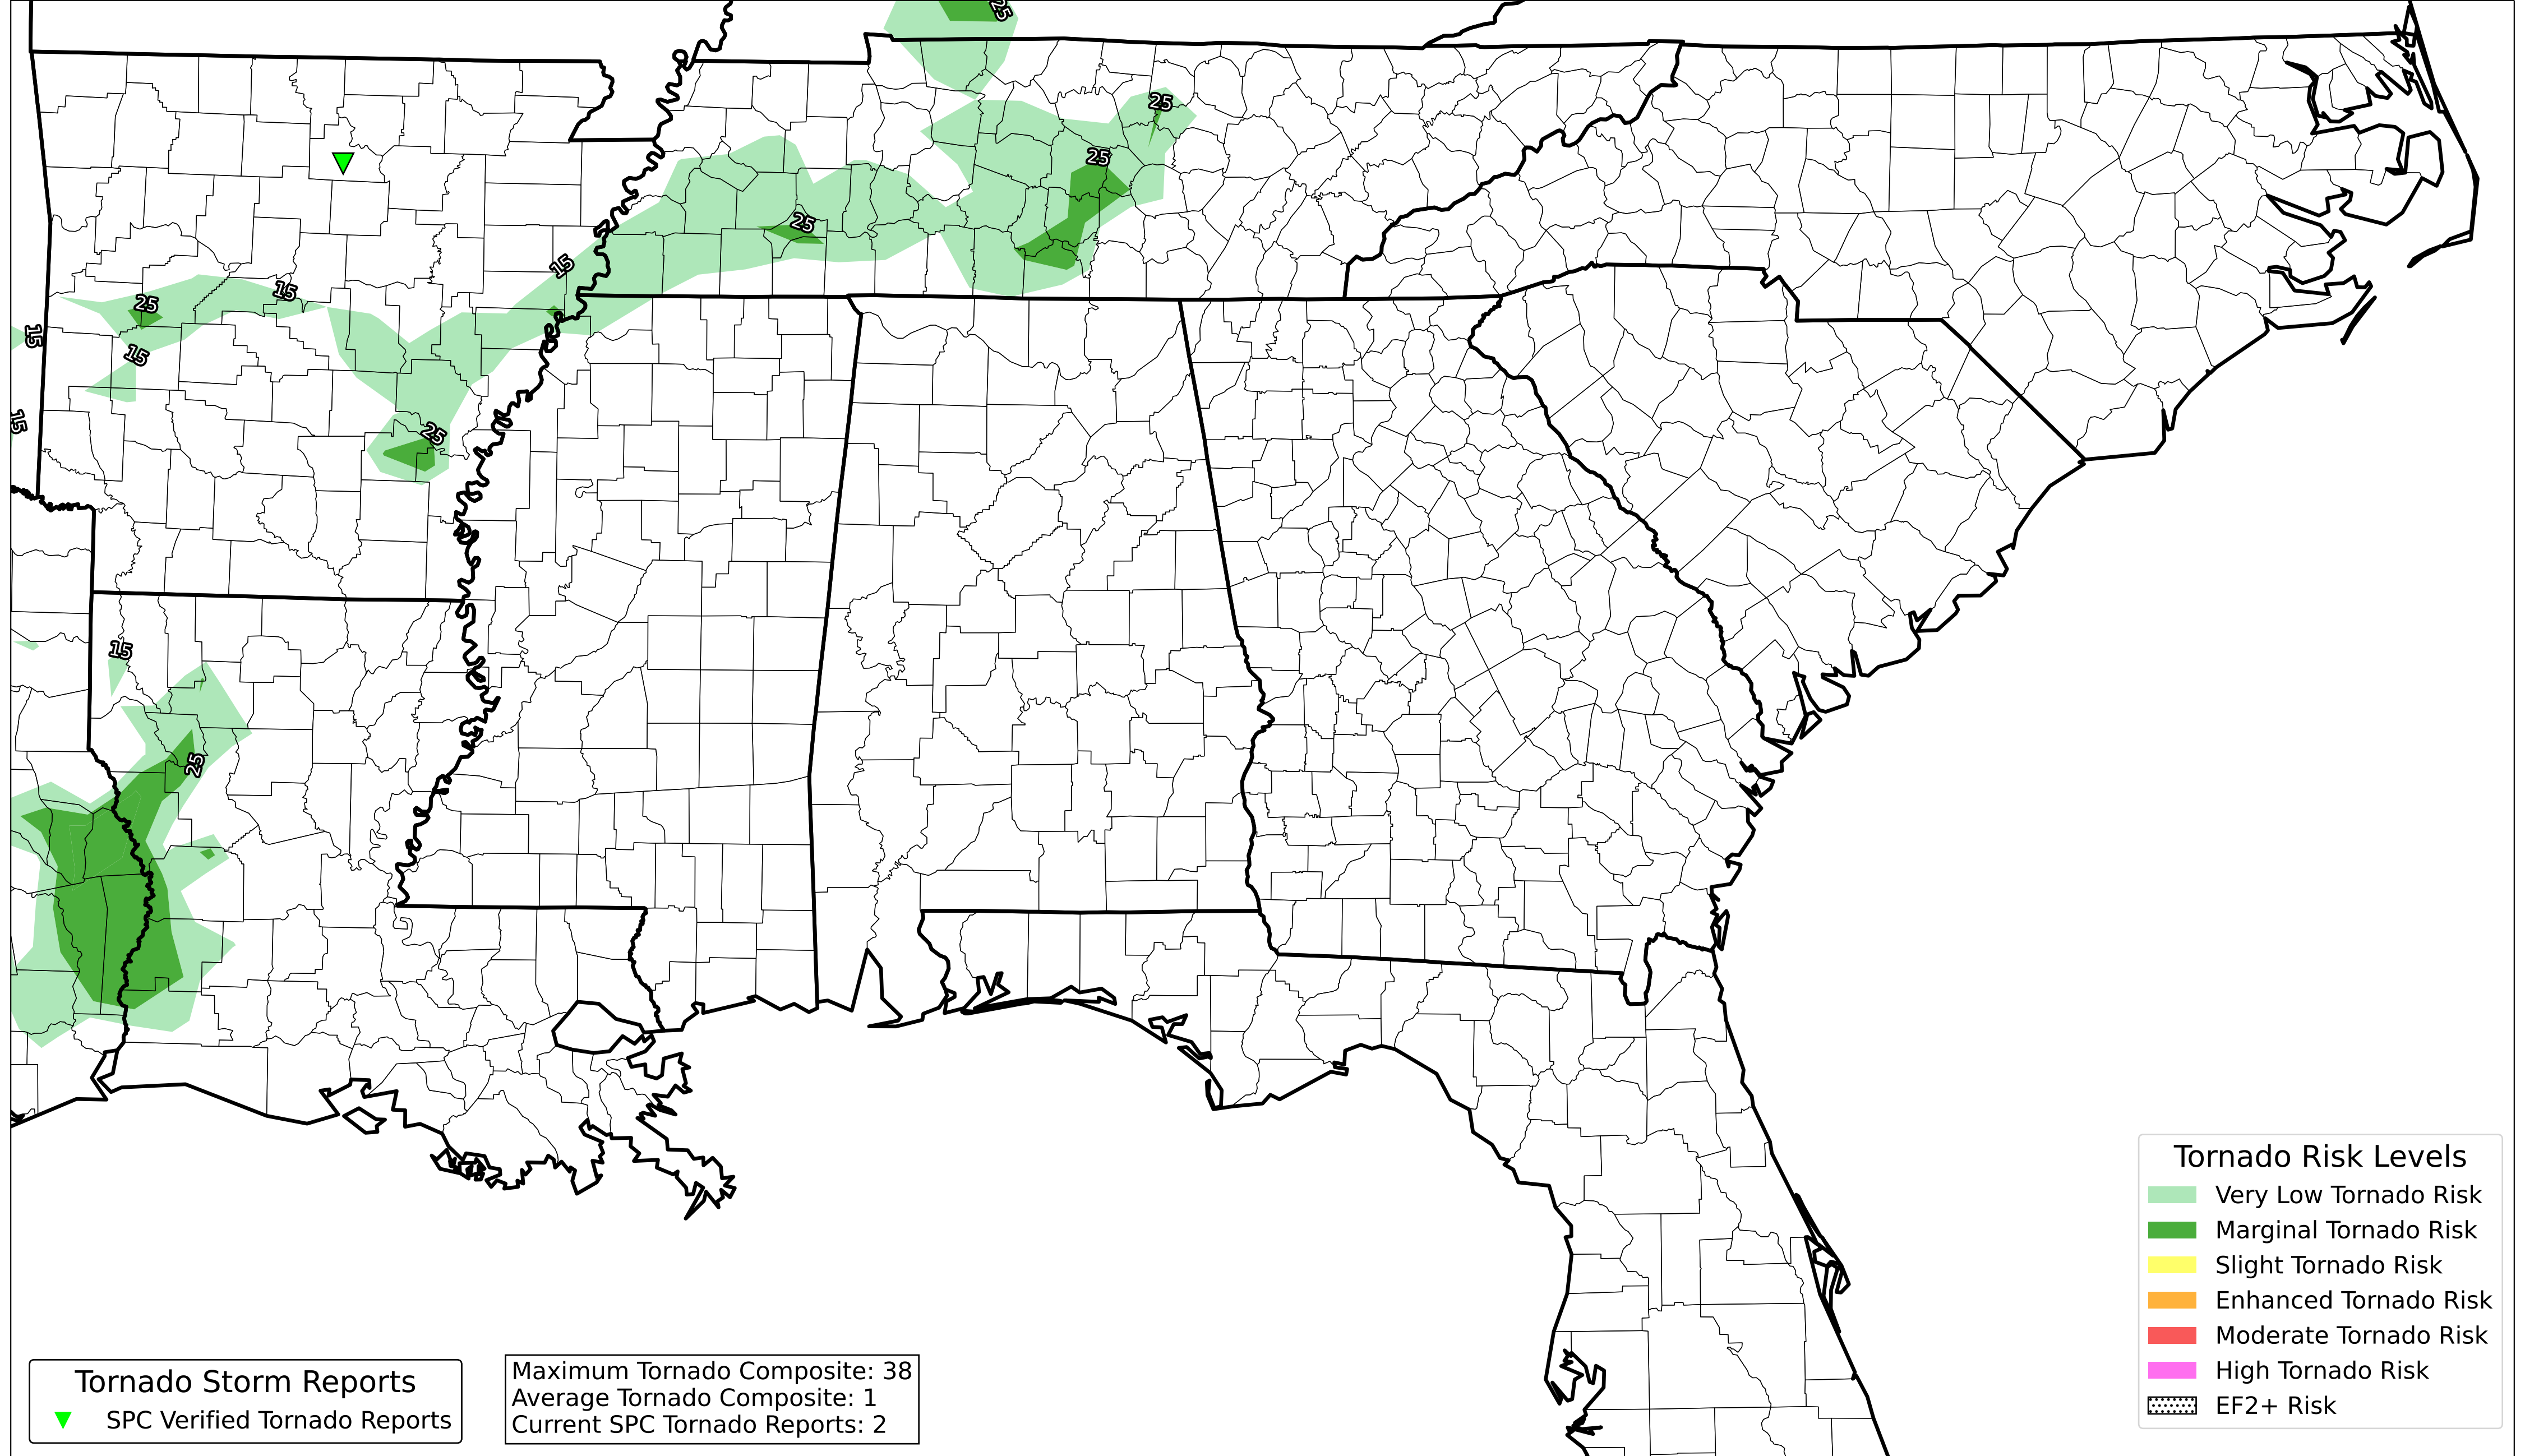 25
25
25
25
15
15
25
15
15
15
25
15
25
Tornado Risk Levels
Very Low Tornado Risk
Marginal Tornado Risk
Slight Tornado Risk
Enhanced Tornado Risk
Moderate Tornado Risk
High Tornado Risk
EF2+ Risk
Tornado Storm Reports
SPC Verified Tornado Reports
Maximum Tornado Composite: 38
Average Tornado Composite: 1
Current SPC Tornado Reports: 2